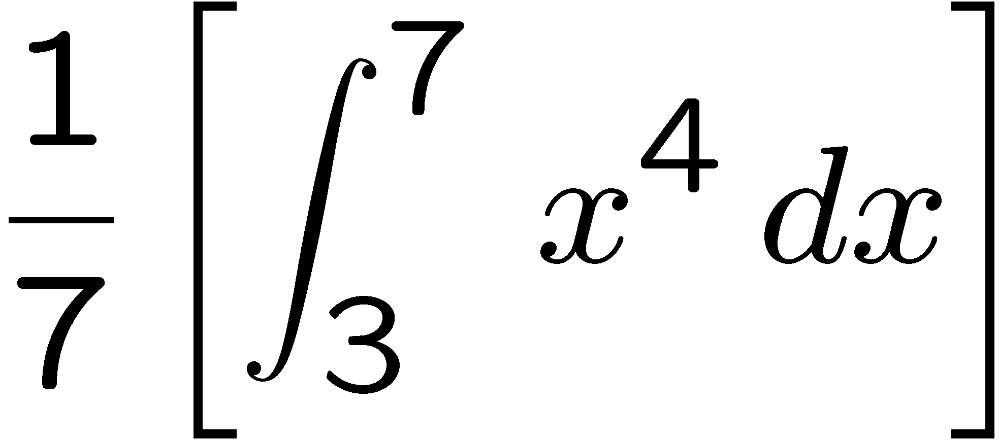 \frac{1}{7} \left[ \int_{3}^{7} x^4 dx \right]